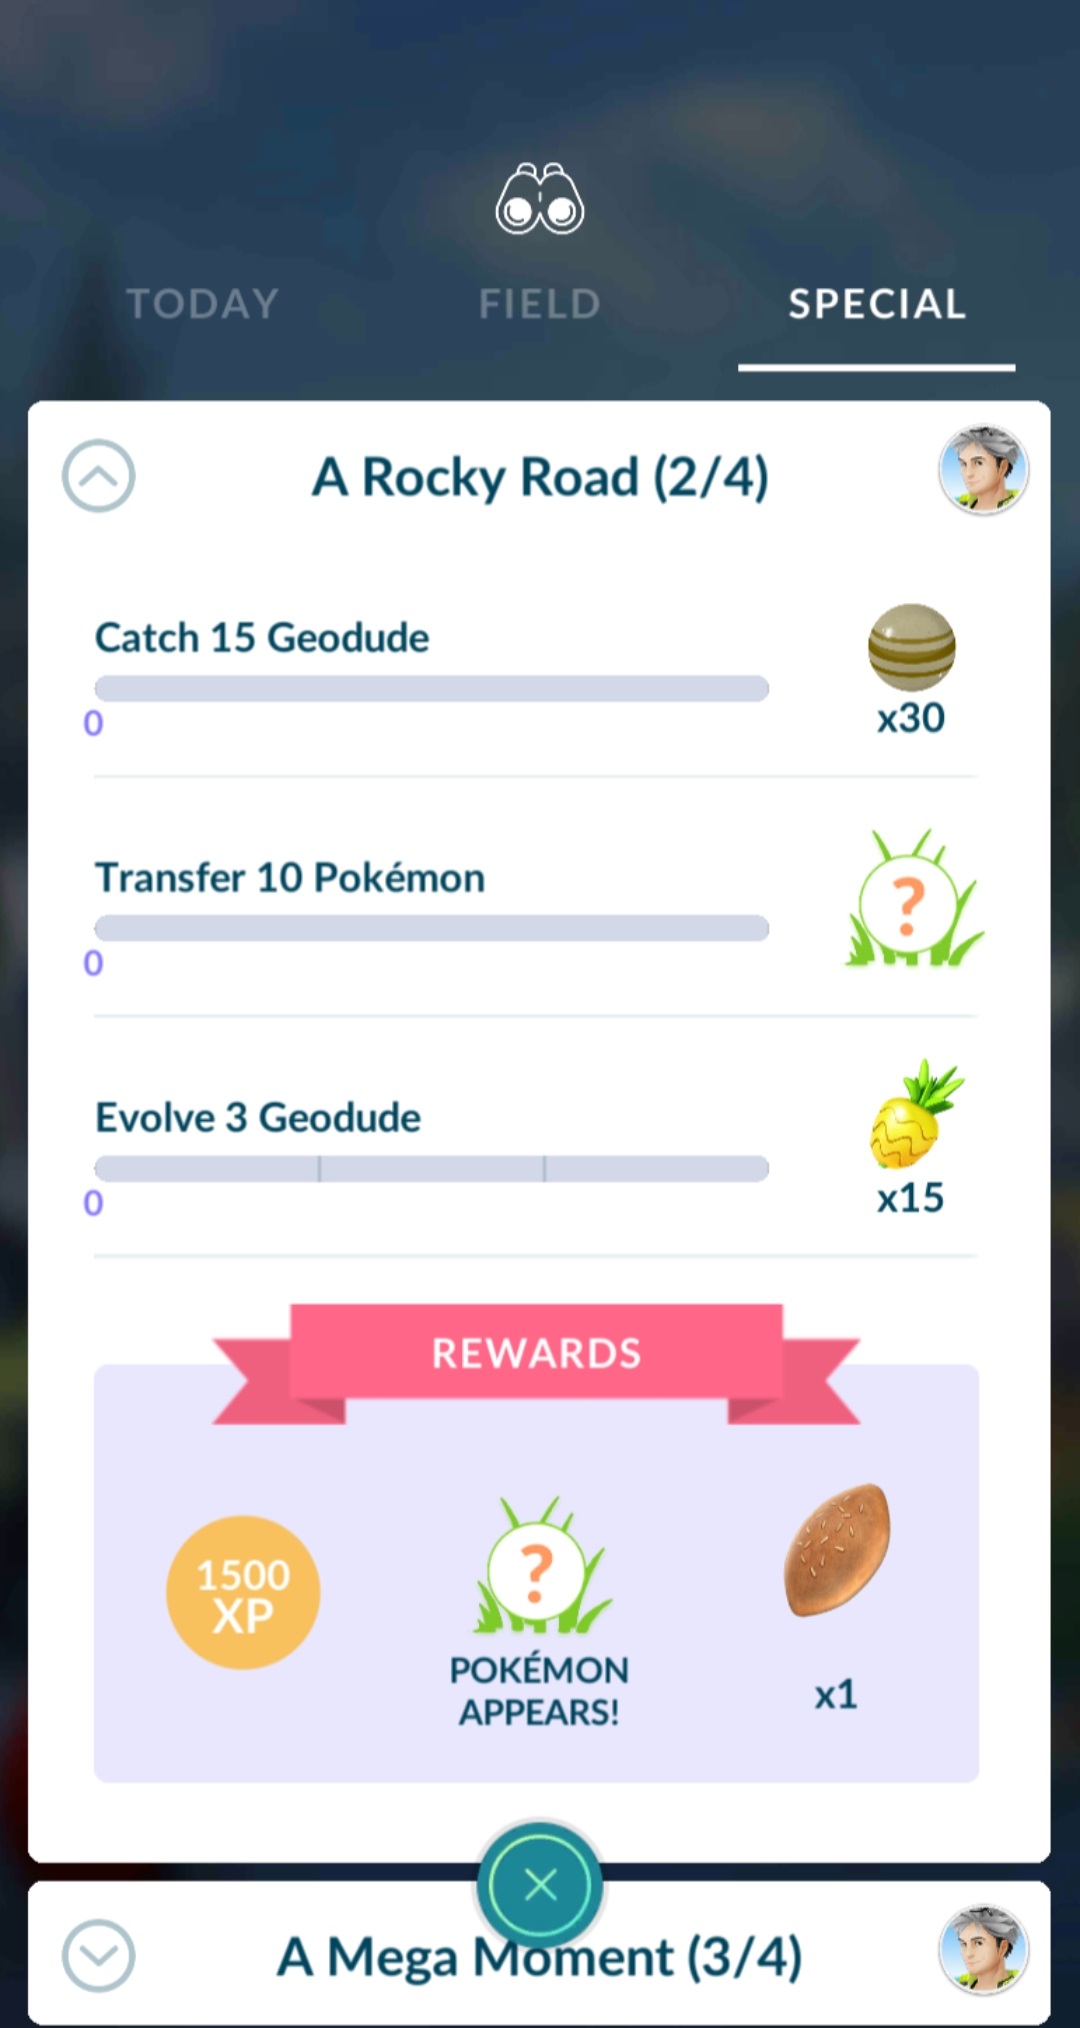 TODAY
FIELD
SPECIAL
A Rocky Road (2/4)
Catch 15 Geodude
0
x30
Transfer 10 Pokémon
?
0
Evolve 3 Geodude
0
x15
REWARDS
1500
XP
?
POKÉMON
APPEARS!
x1
A Mega Moment (3/4)